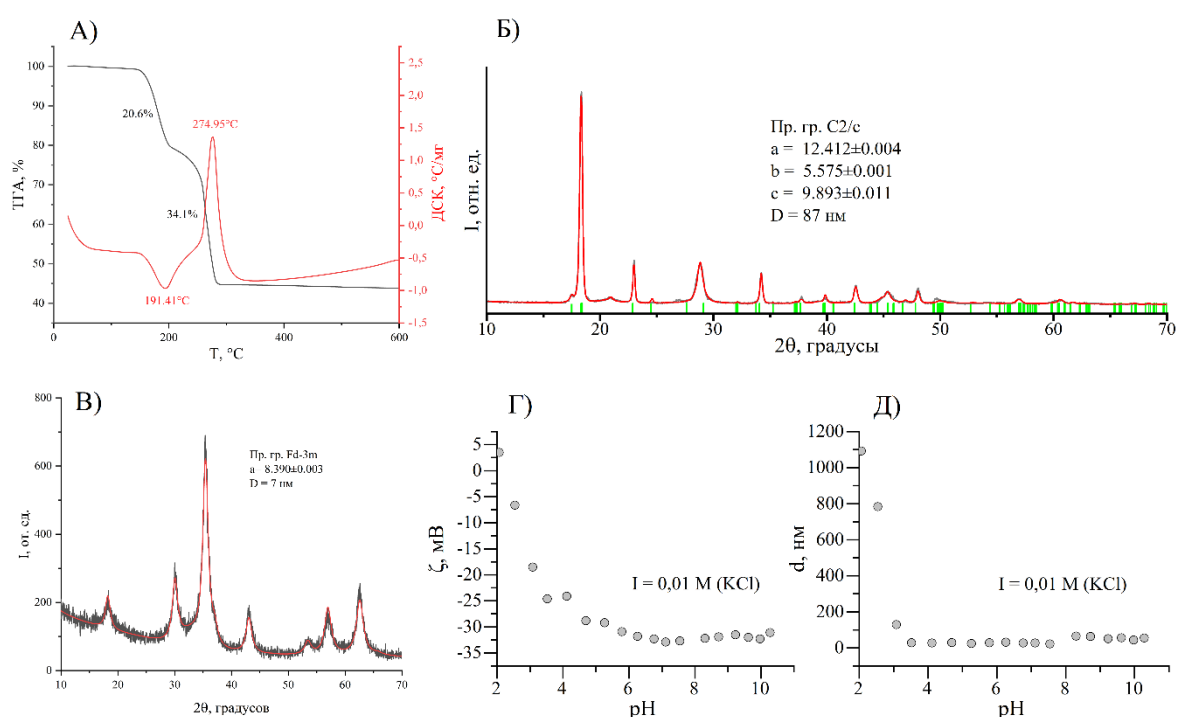 А)
100
90
80
70
60
50
40
ТГА, %
0
200
400
600
T, °C
2,5
2,0
1,5
1,0
0,5
0,0
-0,5
-1,0
-1,5
ДСК, °C/мг
20.6%
34.1%
274.95°C
191.41°C
Б)
I, отн. ед.
10
20
30
40
50
60
70
2θ, градусы
Пр. гр. C2/c
a = 12.412±0.004
b = 5.575±0.001
c = 9.893±0.011
D = 87 нм
В)
800
600
400
200
0
I, от. ед.
10
20
30
40
50
60
70
2θ, градусов
Пр. гр. Fd-3m
a 8.390±0.003
D = 7 нм
Г)
5
0
-5
-10
-15
-20
-25
-30
-35
ζ, мВ
2
4
6
8
10
pH
I = 0,01 M (KCl)
Д)
1200
1000
800
600
400
200
0
d, нм
2
4
6
8
10
pH
I = 0,01 M (KCl)